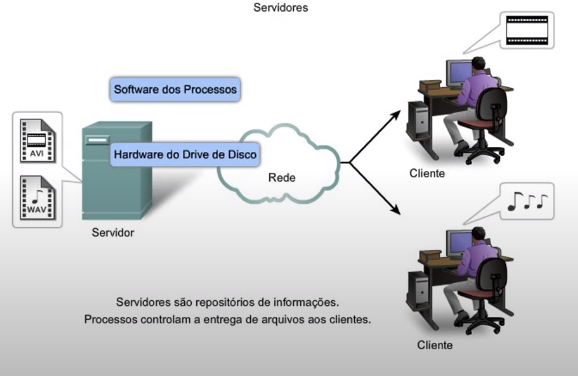 Servidores
Software dos Processos
Hardware do Drive de Disco
AVI
WAV
Rede
Servidor
Cliente
Cliente
Servidores são repositórios de informações.
Processos controlam a entrega de arquivos aos clientes.